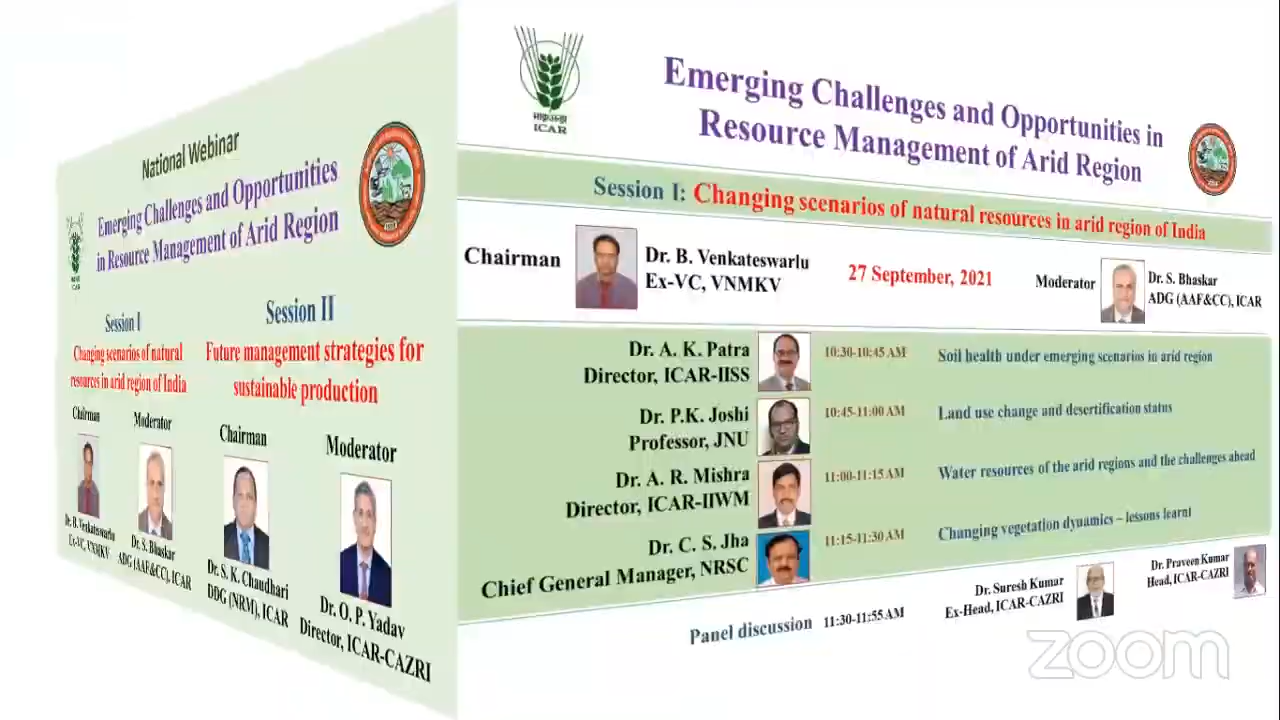 National Webinar
Emerging Challenges and Opportunities
in Resource Management of Arid Region
ICAR
Session I
Changing scenarios of natural
resources in arid region of India
Chairman
Moderator
Dr. B. Venkateswarlu
Ex-VC, VNMKV
Dr. S. Bhaskar
ADG (AAF&CC), ICAR
Session II
Future management strategies for
sustainable production
Chairman
Moderator
Dr. S. K. Chaudhari
DDG (NRM), ICAR
Dr. O. P. Yadav
Director, ICAR-CAZRI
भाकृअनुप
ICAR
Emerging Challenges and Opportunities in
Resource Management of Arid Region
Session I: Changing scenarios of natural resources in arid region of India
Chairman
Dr. B. Venkateswarlu
Ex-VC, VNMKV
27 September, 2021
Moderator
Dr. S. Bhaskar
ADG (AAF&CC), ICAR
Dr. A. K. Patra
Director, ICAR-IISS
10:30-10:45 AM
Soil health under emerging scenarios in arid region
Dr. P.K. Joshi
Professor, JNU
10:45-11:00 AM
Land use change and desertification status
Dr. A. R. Mishra
Director, ICAR-IIWM
11:00-11:15 AM
Water resources of the arid regions and the challenges ahead
Dr. C. S. Jha
Chief General Manager, NRSC
11:15-11:30 AM
Changing vegetation dynamics – lessons learnt
Panel discussion 11:30-11:55 AM
Dr. Suresh Kumar
Ex-Head, ICAR-CAZRI
Dr. Praveen Kumar
Head, ICAR-CAZRI
zoom